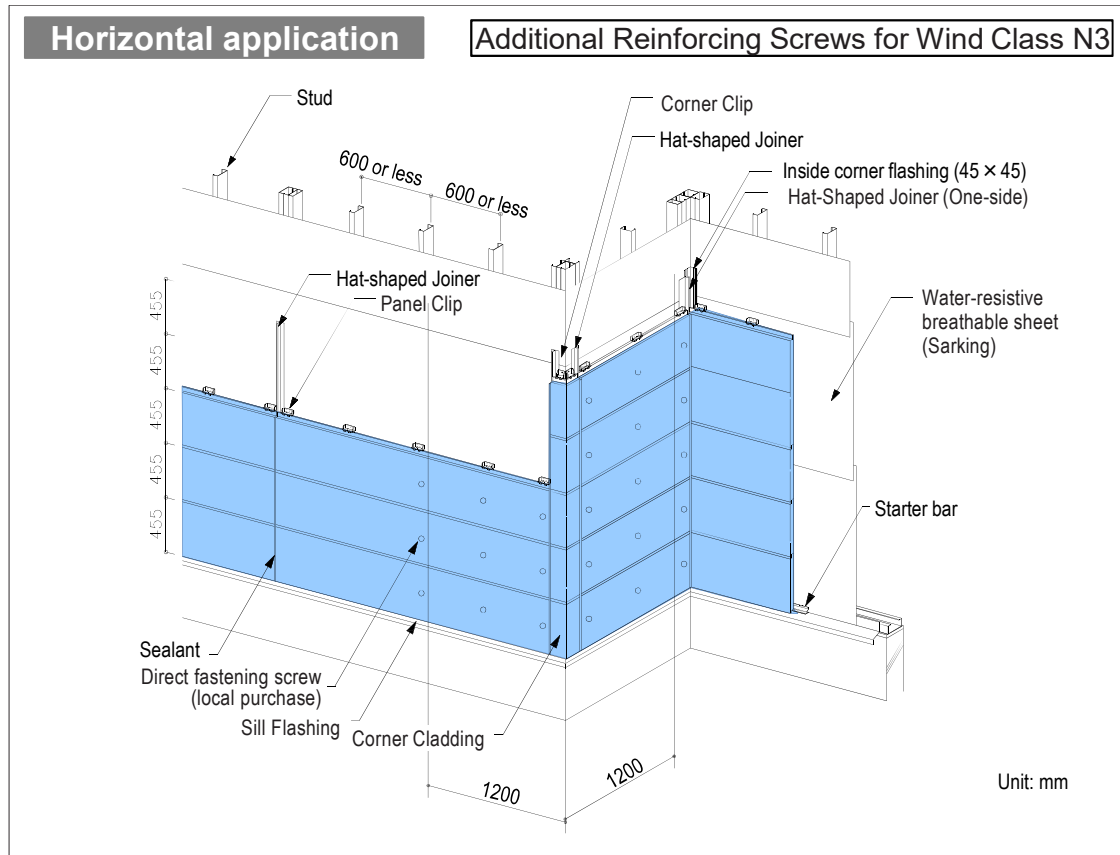 Horizontal application
Additional Reinforcing Screws for Wind Class N3
Stud
Corner Clip
Hat-shaped Joiner
Inside corner flashing (45 × 45)
Hat-Shaped Joiner (One-side)
600 or less
600 or less
Hat-shaped Joiner
Panel Clip
Water-resistive
breathable sheet
(Sarking)
455
455
455
455
455
Starter bar
Sealant
Direct fastening screw
(local purchase)
Sill Flashing
Corner Cladding
1200
1200
Unit: mm